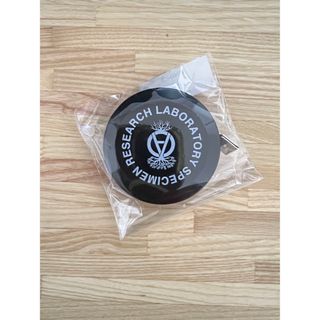 SPECIMEN RESEARCH LABORATORY